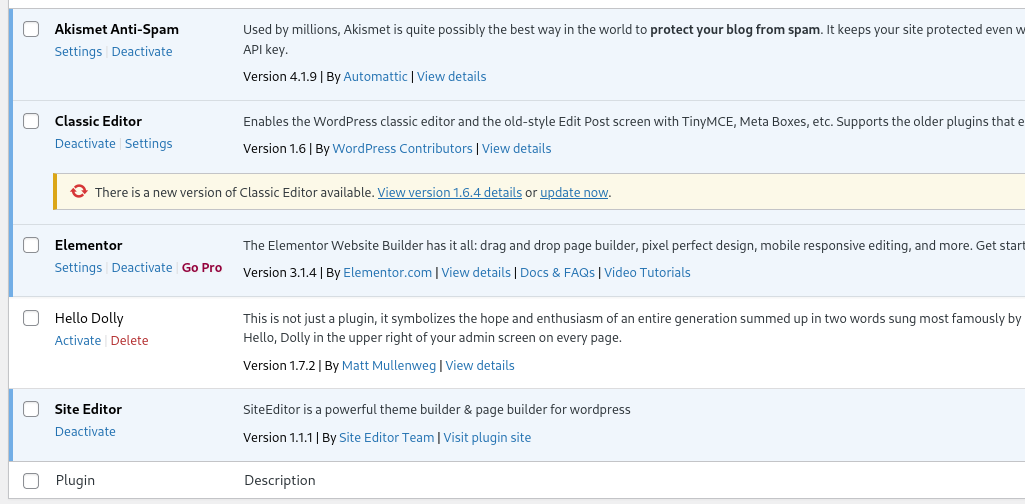 Akismet Anti-Spam
Settings | Deactivate
Used by millions, Akismet is quite possibly the best way in the world to protect your blog from spam. It keeps your site protected even
API key.
Version 4.1.9 | By Automattic | View details
Classic Editor
Deactivate | Settings
Enables the WordPress classic editor and the old-style Edit Post screen with TinyMCE, Meta Boxes, etc. Supports the older plugins that
Version 1.6 | By WordPress Contributors | View details
There is a new version of Classic Editor available. View version 1.6.4 details or update now.
Elementor
Settings | Deactivate | Go Pro
The Elementor Website Builder has it all: drag and drop page builder, pixel perfect design, mobile responsive editing, and more. Get start
Version 3.1.4 | By Elementor.com | View details | Docs & FAQs | Video Tutorials
Hello Dolly
Activate | Delete
This is not just a plugin, it symbolizes the hope and enthusiasm of an entire generation summed up in two words sung most famously by
Hello, Dolly in the upper right of your admin screen on every page.
Version 1.7.2 | By Matt Mullenweg | View details
Site Editor
Deactivate
SiteEditor is a powerful theme builder & page builder for wordpress
Version 1.1.1 | By Site Editor Team | Visit plugin site
Plugin
Description